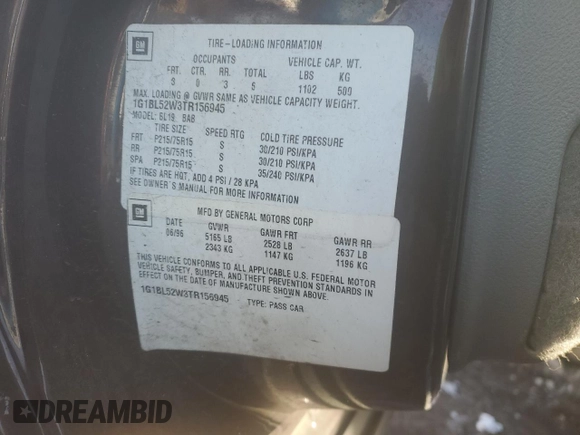 GM
TIRE-LOADING INFORMATION
OCCUPANTS VEHICLE CAP. WT.
FRT. CTR. RR. TOTAL LBS KG
3 0 3 6 1102 500
MAX. LOADING @ GVWR SAME AS VEHICLE CAPACITY WEIGHT.
1G1BL52W3TR156945
MODEL: BL19 BAB
TIRE SIZE SPEED RTG COLD TIRE PRESSURE
FRT P215/75R15 S 30/210 PSI/KPA
RR P215/75R15 S 30/210 PSI/KPA
SPA P215/75R15 S 35/240 PSI/KPA
IF TIRES ARE HOT, ADD 4 PSI / 28 KPA
SEE OWNER'S MANUAL FOR MORE INFORMATION
GM
MFD BY GENERAL MOTORS CORP
DATE GVWR GAWR FRT GAWR RR
06/96 5165 LB 2528 LB 2637 LB
2343 KG 1147 KG 1196 KG
THIS VEHICLE CONFORMS TO ALL APPLICABLE U.S. FEDERAL MOTOR
VEHICLE SAFETY, BUMPER, AND THEFT PREVENTION STANDARDS IN
EFFECT ON THE DATE OF MANUFACTURE SHOWN ABOVE.
1G1BL52W3TR156945 TYPE: PASS CAR
DREAMBID